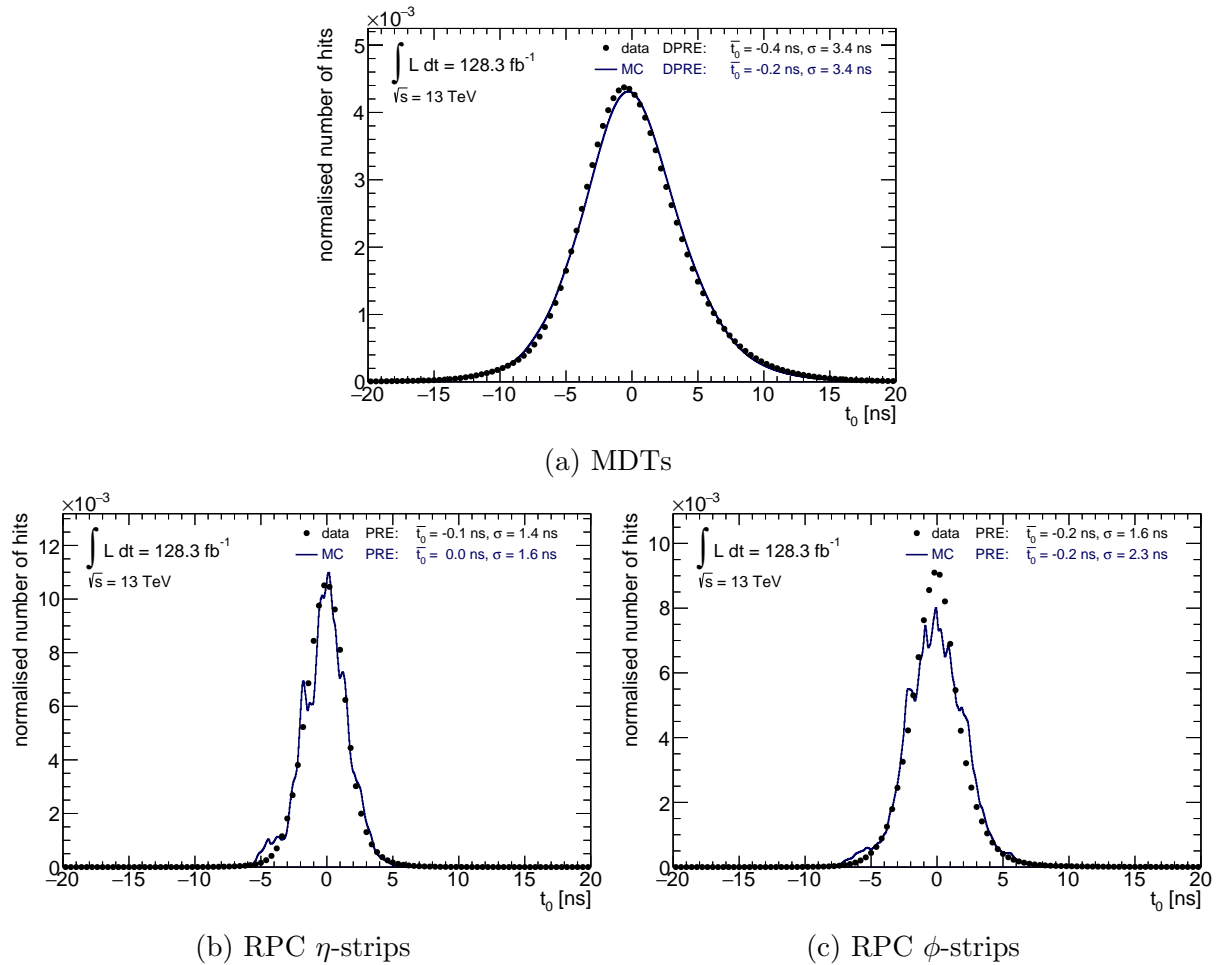 ×10⁻³
normalised number of hits
5
4
3
2
1
0
∫ L dt = 128.3 fb⁻¹
√s = 13 TeV
data DPRE: t̅₀ = -0.4 ns, σ = 3.4 ns
MC DPRE: t̅₀ = -0.2 ns, σ = 3.4 ns
−20 −15 −10 −5 0 5 10 15 20
t₀ [ns]
(a) MDTs
×10⁻³
normalised number of hits
12
10
8
6
4
2
0
∫ L dt = 128.3 fb⁻¹
√s = 13 TeV
data PRE: t̅₀ = -0.1 ns, σ = 1.4 ns
MC PRE: t̅₀ = 0.0 ns, σ = 1.6 ns
−20 −15 −10 −5 0 5 10 15 20
t₀ [ns]
(b) RPC η-strips
×10⁻³
normalised number of hits
10
8
6
4
2
0
∫ L dt = 128.3 fb⁻¹
√s = 13 TeV
data PRE: t̅₀ = -0.2 ns, σ = 1.6 ns
MC PRE: t̅₀ = -0.2 ns, σ = 2.3 ns
−20 −15 −10 −5 0 5 10 15 20
t₀ [ns]
(c) RPC ϕ-strips